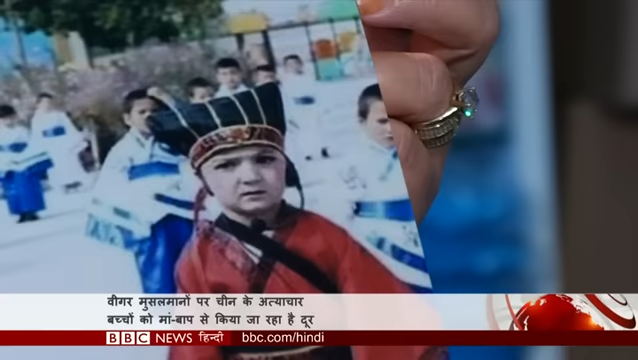 वीगर मुसलमानों पर चीन के अत्याचार
बच्चों को मां-बाप से किया जा रहा है दूर
BBC NEWS हिन्दी bbc.com/hindi